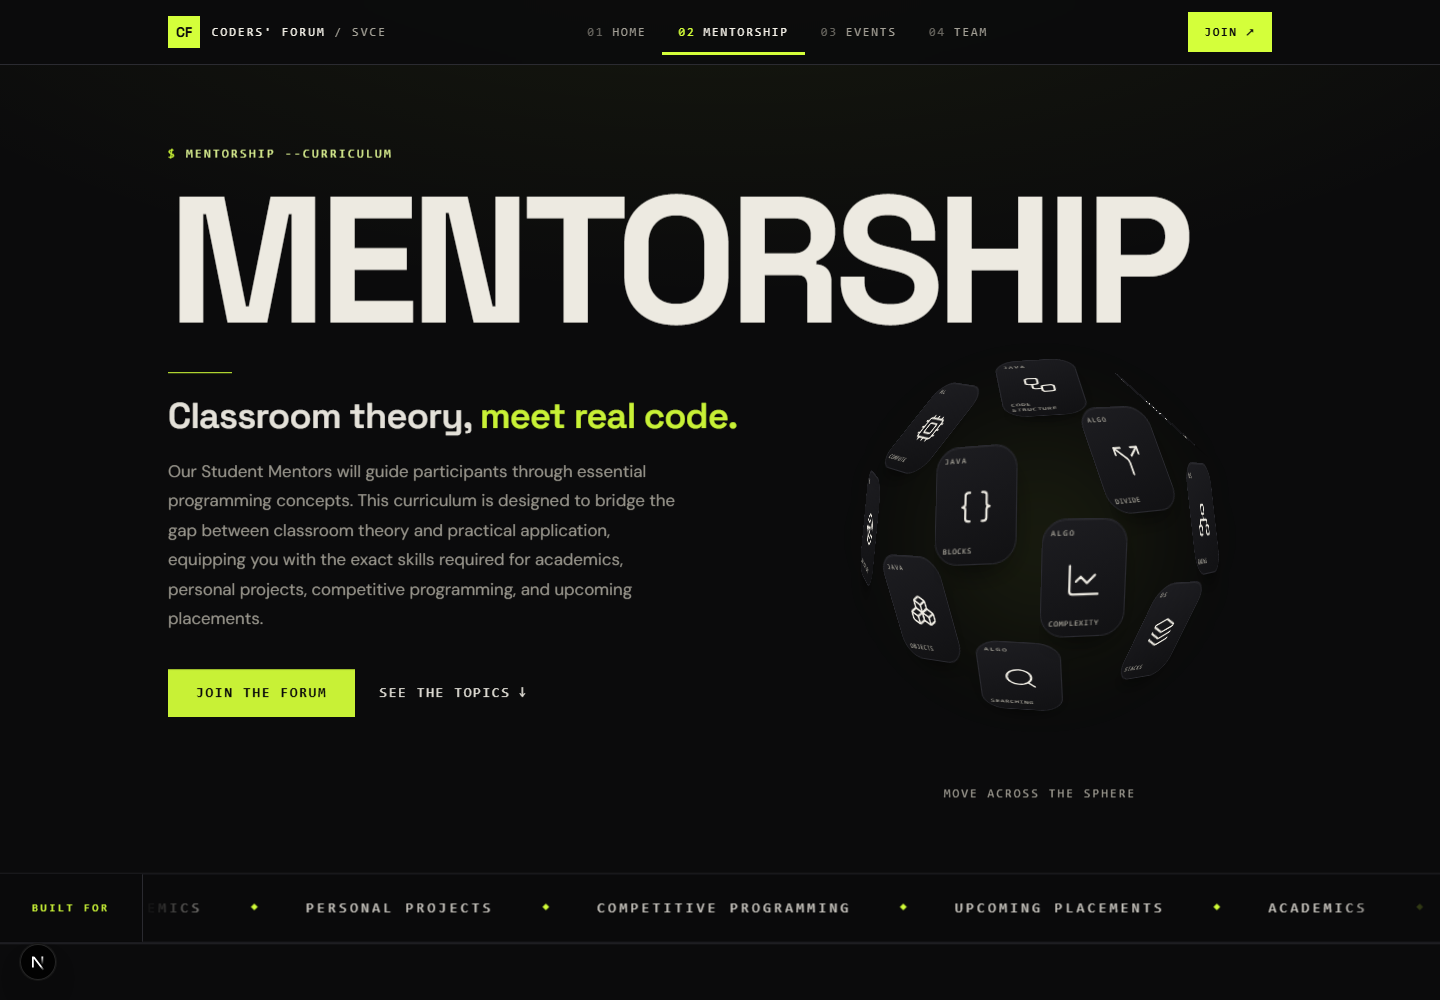 CF CODERS' FORUM / SVCE
01 HOME
02 MENTORSHIP
03 EVENTS
04 TEAM
JOIN ↗
$ MENTORSHIP --CURRICULUM
MENTORSHIP
Classroom theory, meet real code.
Our Student Mentors will guide participants through essential
programming concepts. This curriculum is designed to bridge the
gap between classroom theory and practical application,
equipping you with the exact skills required for academics,
personal projects, competitive programming, and upcoming
placements.
JOIN THE FORUM
SEE THE TOPICS ↓
JAVA
CODE
STRUCTURE
COMPUTE
ALGO
DIVIDE
JAVA
{ }
BLOCKS
ALGO
COMPLEXITY
JAVA
OBJECTS
DS
STACKS
ALGO
SEARCHING
MOVE ACROSS THE SPHERE
BUILT FOR
EMICS ◆ PERSONAL PROJECTS ◆ COMPETITIVE PROGRAMMING ◆ UPCOMING PLACEMENTS ◆ ACADEMICS ◆
N